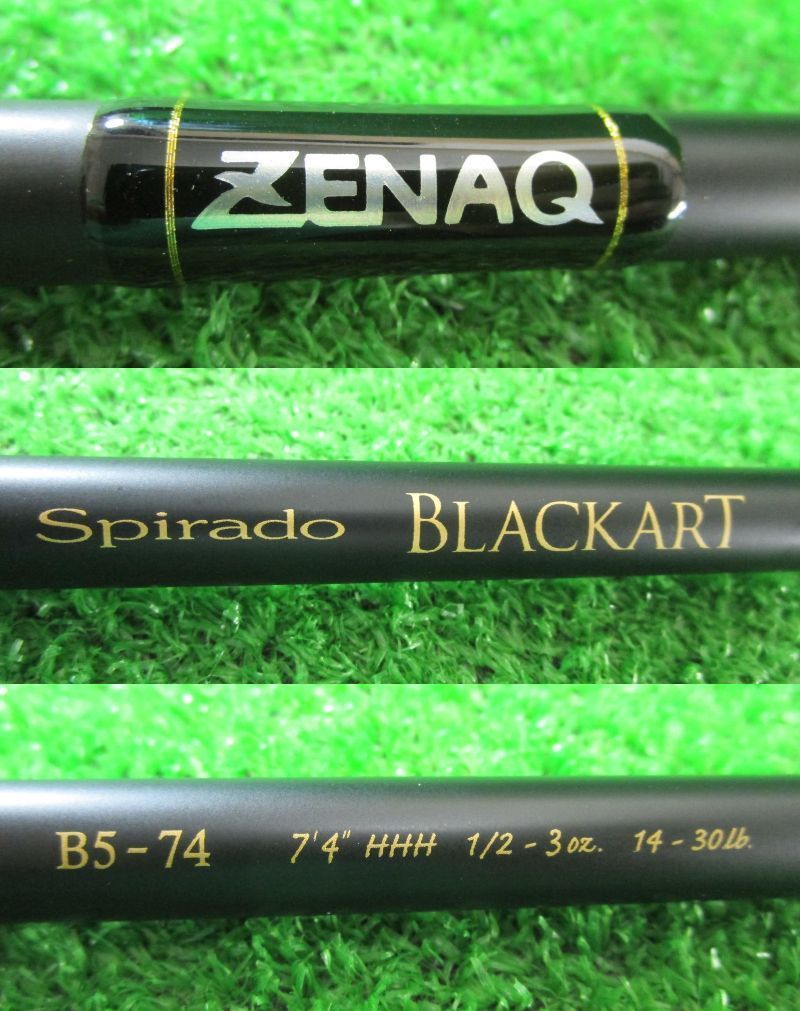 ZENAQ
Spirado BLACKART
B5-74 7'4" HHH 1/2-3oz. 14-30lb.